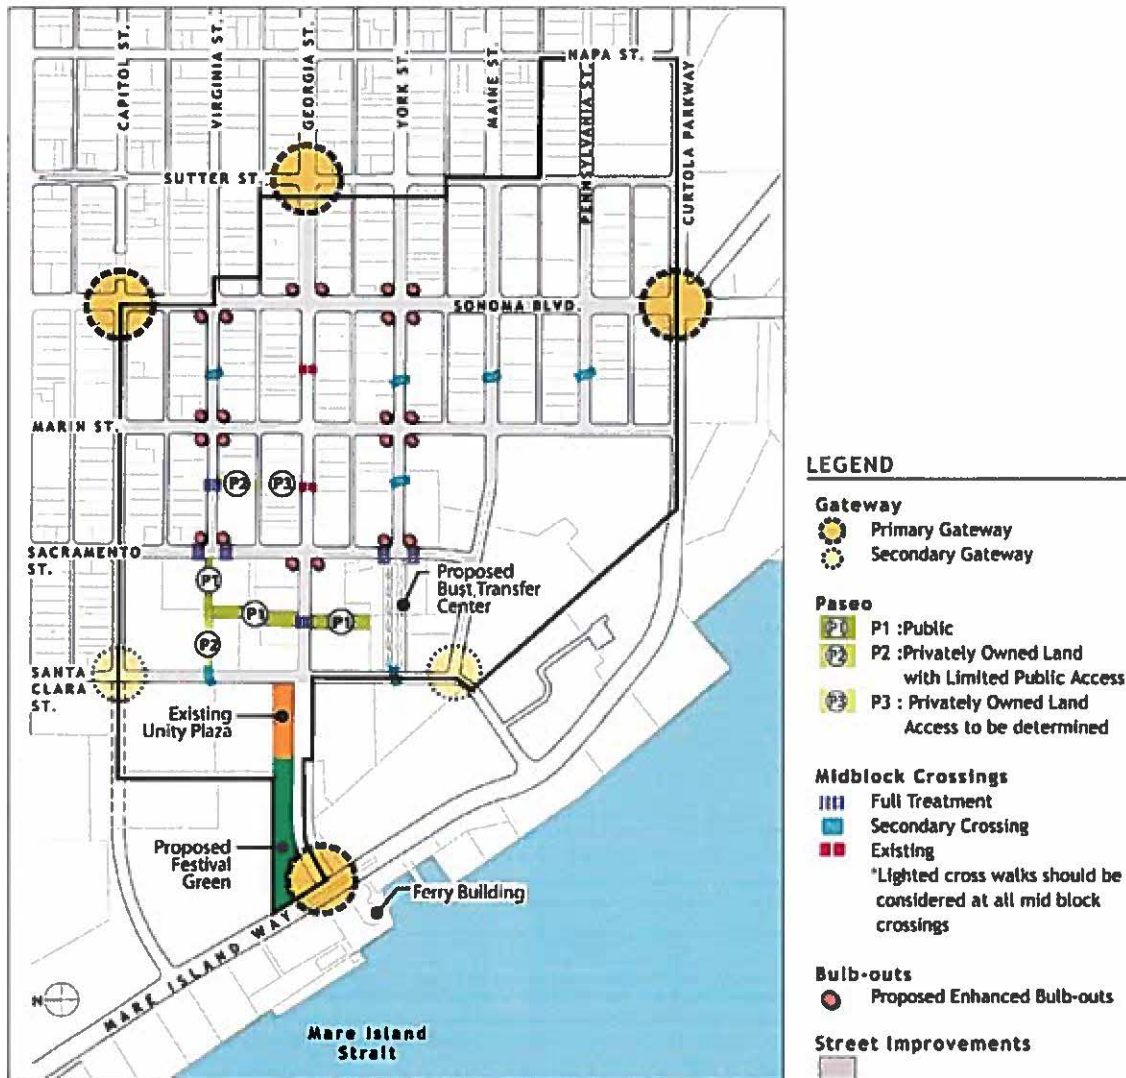 CAPITOL ST.
VIRGINIA ST.
GEORGIA ST.
YORK ST.
MAINE ST.
NAPA ST.
PENNSYLVANIA ST.
CURTOLA PARKWAY
SUTTER ST.
SONOMA BLVD.
MARIN ST.
P2
P3
SACRAMENTO
ST.
P1
P1
P1
P2
Proposed
Bust Transfer
Center
SANTA
CLARA
ST.
Existing
Unity Plaza
Proposed
Festival
Green
Ferry Building
MARE ISLAND WAY
N
Mare Island
Strait
LEGEND
Gateway
Primary Gateway
Secondary Gateway
Paseo
P1 P1 :Public
P2 P2 :Privately Owned Land
with Limited Public Access
P3 P3 : Privately Owned Land
Access to be determined
Midblock Crossings
Full Treatment
Secondary Crossing
Existing
*Lighted cross walks should be
considered at all mid block
crossings
Bulb-outs
Proposed Enhanced Bulb-outs
Street Improvements